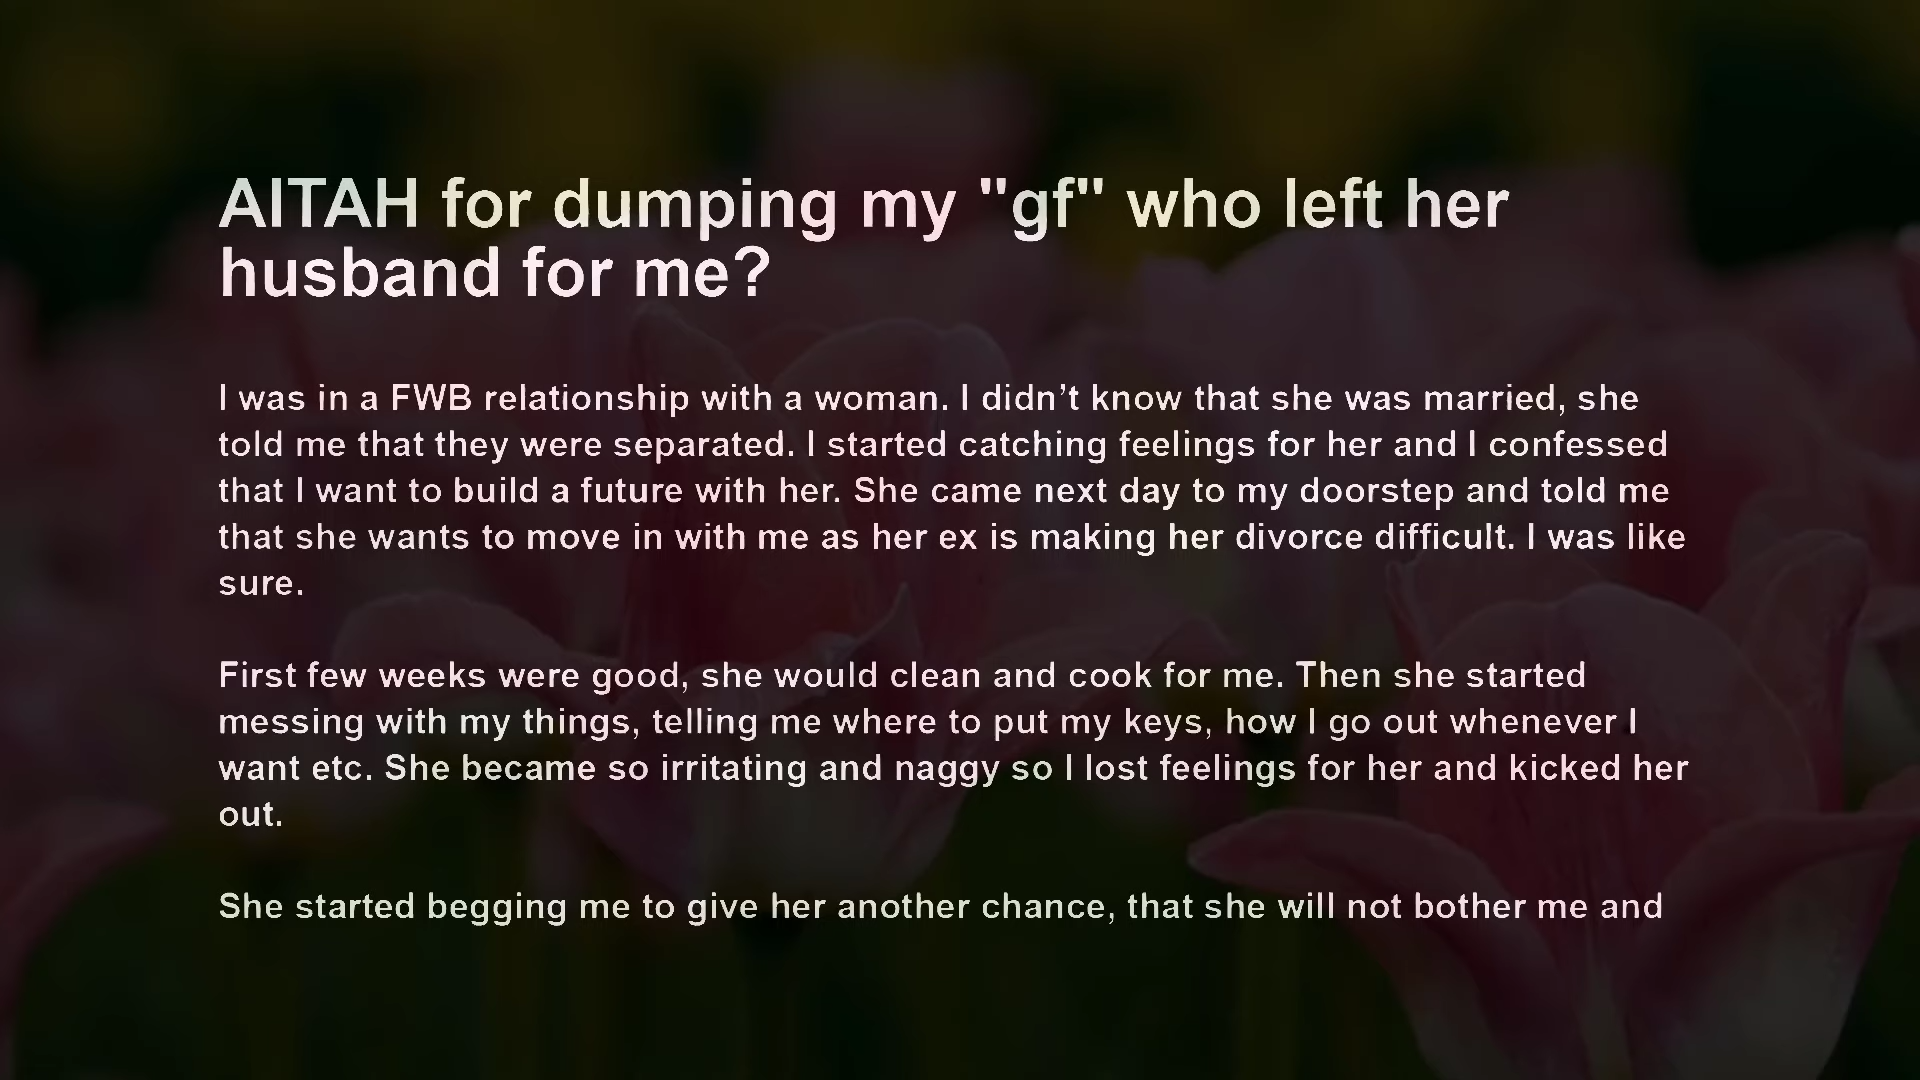 AITAH for dumping my "gf" who left her
husband for me?
I was in a FWB relationship with a woman. I didn’t know that she was married, she
told me that they were separated. I started catching feelings for her and I confessed
that I want to build a future with her. She came next day to my doorstep and told me
that she wants to move in with me as her ex is making her divorce difficult. I was like
sure.
First few weeks were good, she would clean and cook for me. Then she started
messing with my things, telling me where to put my keys, how I go out whenever I
want etc. She became so irritating and naggy so I lost feelings for her and kicked her
out.
She started begging me to give her another chance, that she will not bother me and